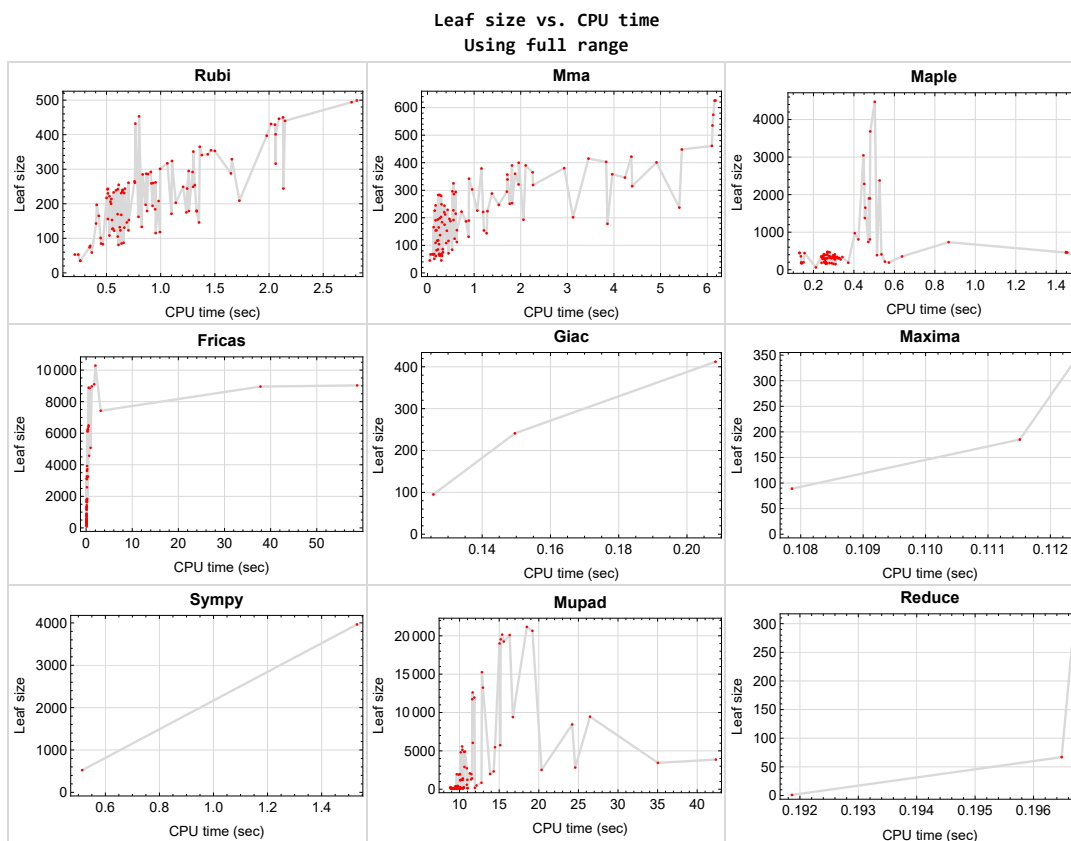 Leaf size vs. CPU time
Using full range
Rubi
Leaf size
500
400
300
200
100
0
0.5 1.0 1.5 2.0 2.5
CPU time (sec)
Mma
Leaf size
600
500
400
300
200
100
0
0 1 2 3 4 5 6
CPU time (sec)
Maple
Leaf size
4000
3000
2000
1000
0
0.2 0.4 0.6 0.8 1.0 1.2 1.4
CPU time (sec)
Fricas
Leaf size
10000
8000
6000
4000
2000
0
0 10 20 30 40 50
CPU time (sec)
Giac
Leaf size
400
300
200
100
0
0.14 0.16 0.18 0.20
CPU time (sec)
Maxima
Leaf size
350
300
250
200
150
100
50
0
0.108 0.109 0.110 0.111 0.112
CPU time (sec)
Sympy
Leaf size
4000
3000
2000
1000
0
0.6 0.8 1.0 1.2 1.4
CPU time (sec)
Mupad
Leaf size
20000
15000
10000
5000
0
10 15 20 25 30 35 40
CPU time (sec)
Reduce
Leaf size
300
250
200
150
100
50
0
0.192 0.193 0.194 0.195 0.196
CPU time (sec)